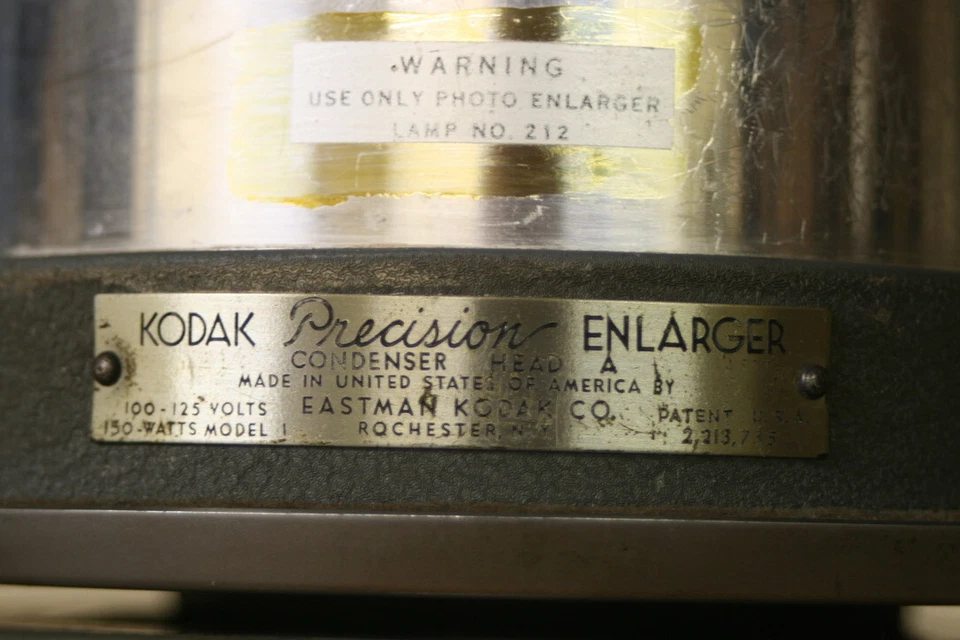 WARNING
USE ONLY PHOTO ENLARGER
LAMP NO. 212
KODAK Precision ENLARGER
CONDENSER HEAD A
MADE IN UNITED STATES OF AMERICA BY
100-125 VOLTS EASTMAN KODAK CO. PATENT U.S.A
150-WATTS MODEL 1 ROCHESTER, N.Y.